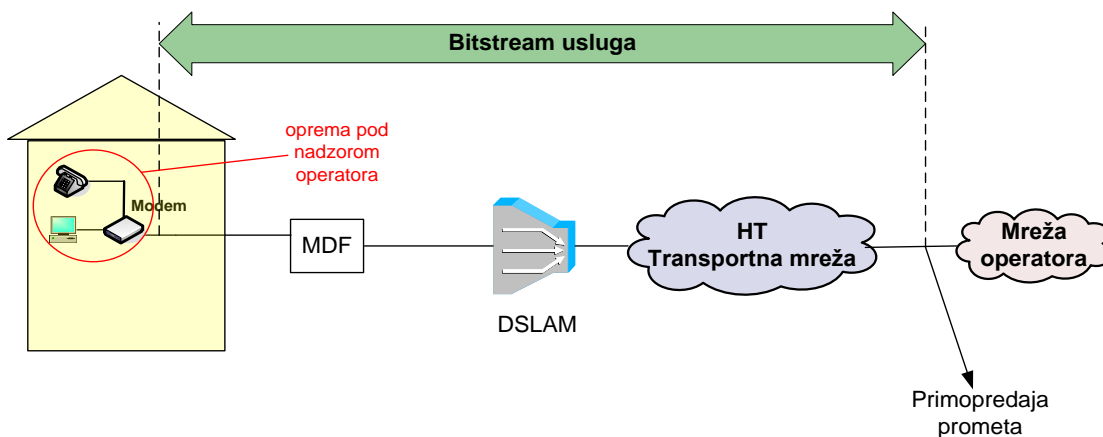 Bitstream usluga
oprema pod
nadzorom
operatora
Modem
MDF
DSLAM
HT
Transportna mreža
Mreža
operatora
Primopredaja
prometa